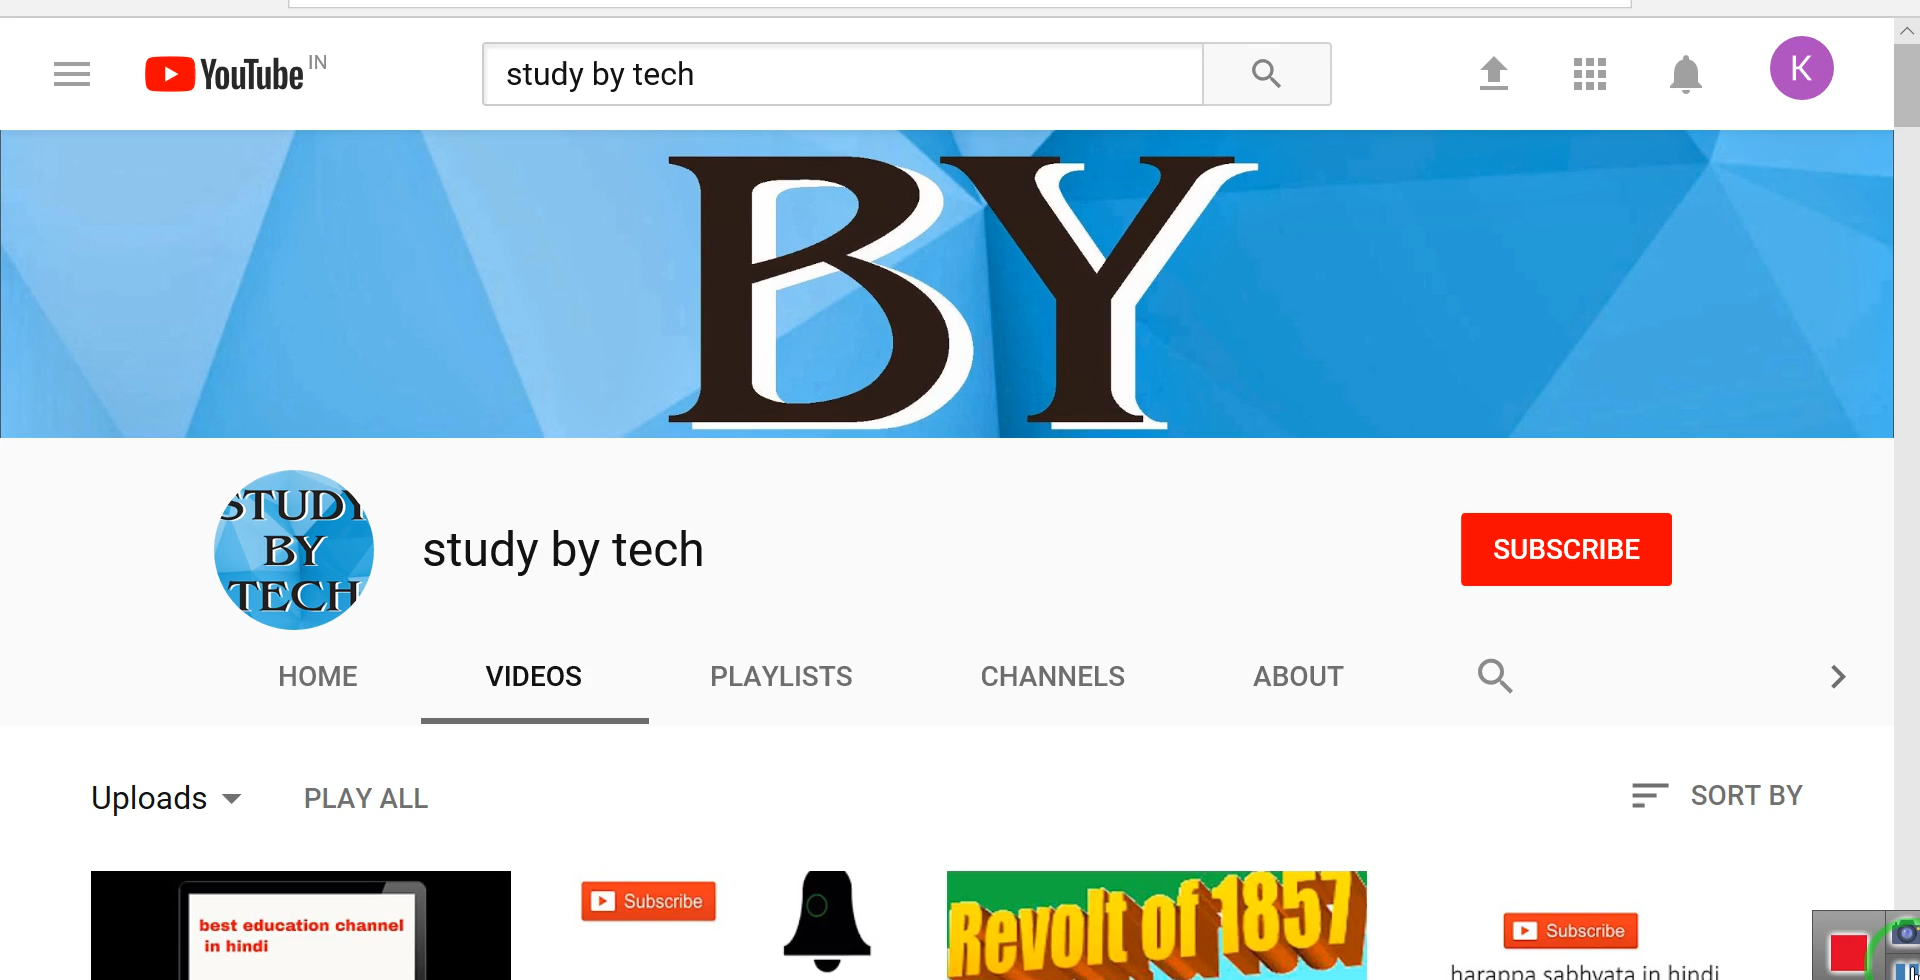 YouTube IN
study by tech
K
BY
STUDY
BY
TECH
study by tech
SUBSCRIBE
HOME VIDEOS PLAYLISTS CHANNELS ABOUT
Uploads PLAY ALL SORT BY
best education channel
in hindi
Subscribe
Revolt of 1857
Subscribe
harappa sabhyata in hindi